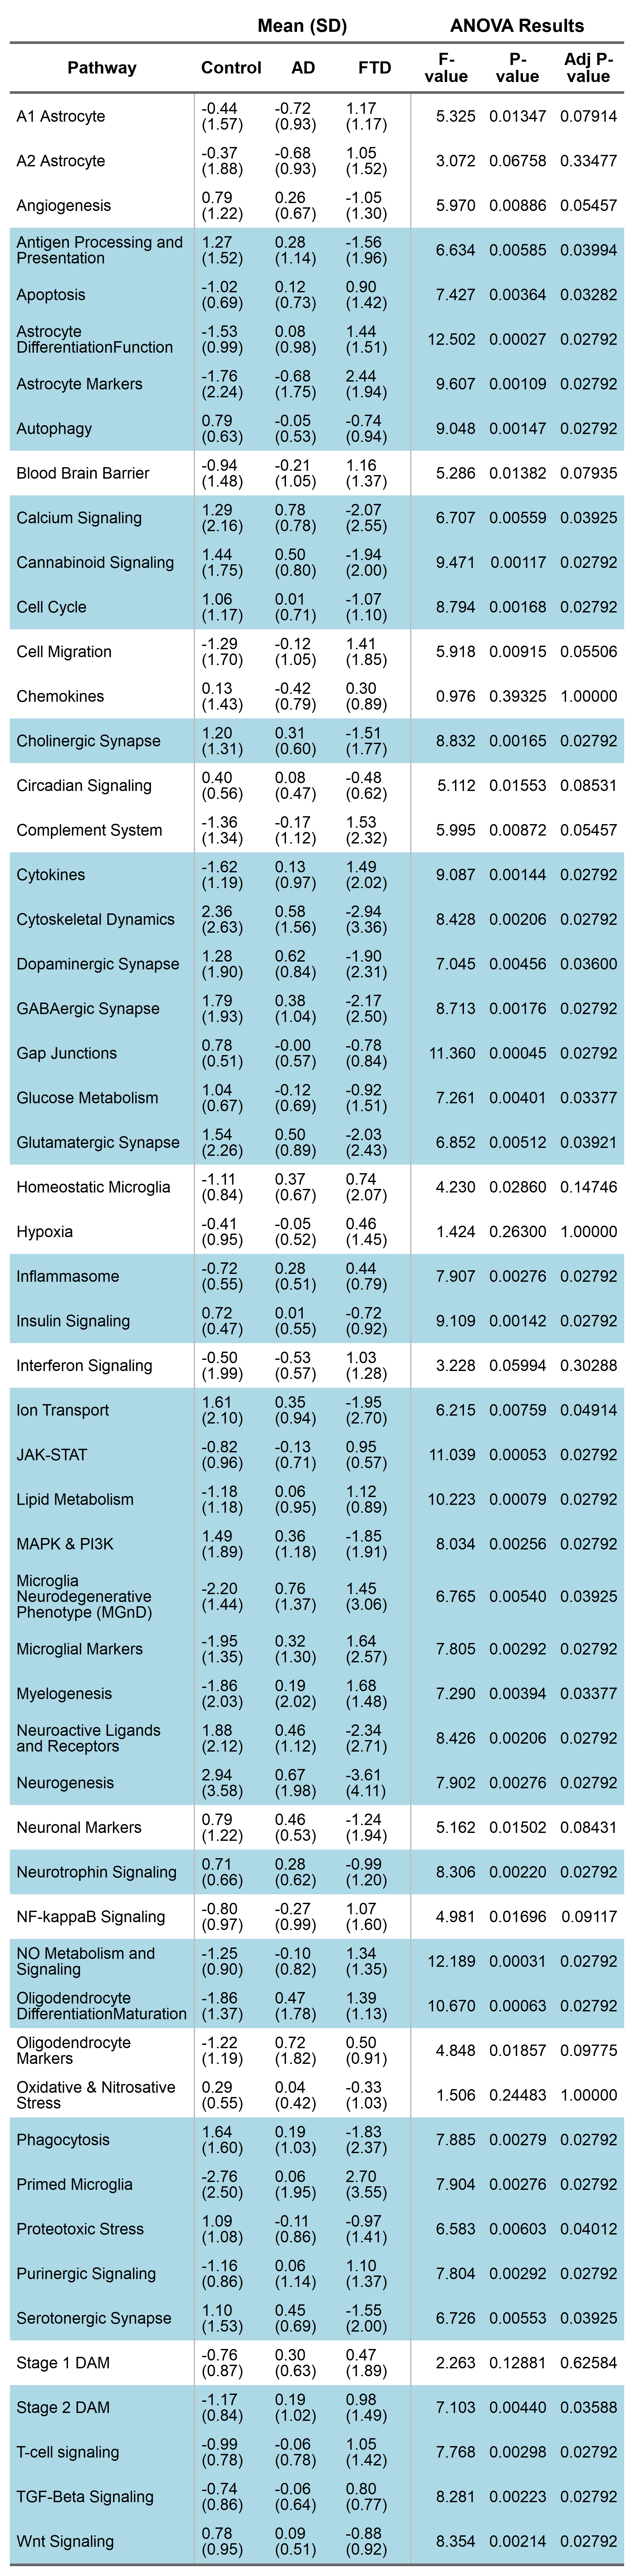 Mean (SD) ANOVA Results
Pathway Control AD FTD F-value P-value Adj P-value
A1 Astrocyte -0.44 (1.57) -0.72 (0.93) 1.17 (1.17) 5.325 0.01347 0.07914
A2 Astrocyte -0.37 (1.88) -0.68 (0.93) 1.05 (1.52) 3.072 0.06758 0.33477
Angiogenesis 0.79 (1.22) 0.26 (0.67) -1.05 (1.30) 5.970 0.00886 0.05457
Antigen Processing and Presentation 1.27 (1.52) 0.28 (1.14) -1.56 (1.96) 6.634 0.00585 0.03994
Apoptosis -1.02 (0.69) 0.12 (0.73) 0.90 (1.42) 7.427 0.00364 0.03282
Astrocyte DifferentiationFunction -1.53 (0.99) 0.08 (0.98) 1.44 (1.51) 12.502 0.00027 0.02792
Astrocyte Markers -1.76 (2.24) -0.68 (1.75) 2.44 (1.94) 9.607 0.00109 0.02792
Autophagy 0.79 (0.63) -0.05 (0.53) -0.74 (0.94) 9.048 0.00147 0.02792
Blood Brain Barrier -0.94 (1.48) -0.21 (1.05) 1.16 (1.37) 5.286 0.01382 0.07935
Calcium Signaling 1.29 (2.16) 0.78 (0.78) -2.07 (2.55) 6.707 0.00559 0.03925
Cannabinoid Signaling 1.44 (1.75) 0.50 (0.80) -1.94 (2.00) 9.471 0.00117 0.02792
Cell Cycle 1.06 (1.17) 0.01 (0.71) -1.07 (1.10) 8.794 0.00168 0.02792
Cell Migration -1.29 (1.70) -0.12 (1.05) 1.41 (1.85) 5.918 0.00915 0.05506
Chemokines 0.13 (1.43) -0.42 (0.79) 0.30 (0.89) 0.976 0.39325 1.00000
Cholinergic Synapse 1.20 (1.31) 0.31 (0.60) -1.51 (1.77) 8.832 0.00165 0.02792
Circadian Signaling 0.40 (0.56) 0.08 (0.47) -0.48 (0.62) 5.112 0.01553 0.08531
Complement System -1.36 (1.34) -0.17 (1.12) 1.53 (2.32) 5.995 0.00872 0.05457
Cytokines -1.62 (1.19) 0.13 (0.97) 1.49 (2.02) 9.087 0.00144 0.02792
Cytoskeletal Dynamics 2.36 (2.63) 0.58 (1.56) -2.94 (3.36) 8.428 0.00206 0.02792
Dopaminergic Synapse 1.28 (1.90) 0.62 (0.84) -1.90 (2.31) 7.045 0.00456 0.03600
GABAergic Synapse 1.79 (1.93) 0.38 (1.04) -2.17 (2.50) 8.713 0.00176 0.02792
Gap Junctions 0.78 (0.51) -0.00 (0.57) -0.78 (0.84) 11.360 0.00045 0.02792
Glucose Metabolism 1.04 (0.67) -0.12 (0.69) -0.92 (1.51) 7.261 0.00401 0.03377
Glutamatergic Synapse 1.54 (2.26) 0.50 (0.89) -2.03 (2.43) 6.852 0.00512 0.03921
Homeostatic Microglia -1.11 (0.84) 0.37 (0.67) 0.74 (2.07) 4.230 0.02860 0.14746
Hypoxia -0.41 (0.95) -0.05 (0.52) 0.46 (1.45) 1.424 0.26300 1.00000
Inflammasome -0.72 (0.55) 0.28 (0.51) 0.44 (0.79) 7.907 0.00276 0.02792
Insulin Signaling 0.72 (0.47) 0.01 (0.55) -0.72 (0.92) 9.109 0.00142 0.02792
Interferon Signaling -0.50 (1.99) -0.53 (0.57) 1.03 (1.28) 3.228 0.05994 0.30288
Ion Transport 1.61 (2.10) 0.35 (0.94) -1.95 (2.70) 6.215 0.00759 0.04914
JAK-STAT -0.82 (0.96) -0.13 (0.71) 0.95 (0.57) 11.039 0.00053 0.02792
Lipid Metabolism -1.18 (1.18) 0.06 (0.95) 1.12 (0.89) 10.223 0.00079 0.02792
MAPK & PI3K 1.49 (1.89) 0.36 (1.18) -1.85 (1.91) 8.034 0.00256 0.02792
Microglia Neurodegenerative Phenotype (MGnD) -2.20 (1.44) 0.76 (1.37) 1.45 (3.06) 6.765 0.00540 0.03925
Microglial Markers -1.95 (1.35) 0.32 (1.30) 1.64 (2.57) 7.805 0.00292 0.02792
Myelogenesis -1.86 (2.03) 0.19 (2.02) 1.68 (1.48) 7.290 0.00394 0.03377
Neuroactive Ligands and Receptors 1.88 (2.12) 0.46 (1.12) -2.34 (2.71) 8.426 0.00206 0.02792
Neurogenesis 2.94 (3.58) 0.67 (1.98) -3.61 (4.11) 7.902 0.00276 0.02792
Neuronal Markers 0.79 (1.22) 0.46 (0.53) -1.24 (1.94) 5.162 0.01502 0.08431
Neurotrophin Signaling 0.71 (0.66) 0.28 (0.62) -0.99 (1.20) 8.306 0.00220 0.02792
NF-kappaB Signaling -0.80 (0.97) -0.27 (0.99) 1.07 (1.60) 4.981 0.01696 0.09117
NO Metabolism and Signaling -1.25 (0.90) -0.10 (0.82) 1.34 (1.35) 12.189 0.00031 0.02792
Oligodendrocyte DifferentiationMaturation -1.86 (1.37) 0.47 (1.78) 1.39 (1.13) 10.670 0.00063 0.02792
Oligodendrocyte Markers -1.22 (1.19) 0.72 (1.82) 0.50 (0.91) 4.848 0.01857 0.09775
Oxidative & Nitrosative Stress 0.29 (0.55) 0.04 (0.42) -0.33 (1.03) 1.506 0.24483 1.00000
Phagocytosis 1.64 (1.60) 0.19 (1.03) -1.83 (2.37) 7.885 0.00279 0.02792
Primed Microglia -2.76 (2.50) 0.06 (1.95) 2.70 (3.55) 7.904 0.00276 0.02792
Proteotoxic Stress 1.09 (1.08) -0.11 (0.86) -0.97 (1.41) 6.583 0.00603 0.04012
Purinergic Signaling -1.16 (0.86) 0.06 (1.14) 1.10 (1.37) 7.804 0.00292 0.02792
Serotonergic Synapse 1.10 (1.53) 0.45 (0.69) -1.55 (2.00) 6.726 0.00553 0.03925
Stage 1 DAM -0.76 (0.87) 0.30 (0.63) 0.47 (1.89) 2.263 0.12881 0.62584
Stage 2 DAM -1.17 (0.84) 0.19 (1.02) 0.98 (1.49) 7.103 0.00440 0.03588
T-cell signaling -0.99 (0.78) -0.06 (0.78) 1.05 (1.42) 7.768 0.00298 0.02792
TGF-Beta Signaling -0.74 (0.86) -0.06 (0.64) 0.80 (0.77) 8.281 0.00223 0.02792
Wnt Signaling 0.78 (0.95) 0.09 (0.51) -0.88 (0.92) 8.354 0.00214 0.02792